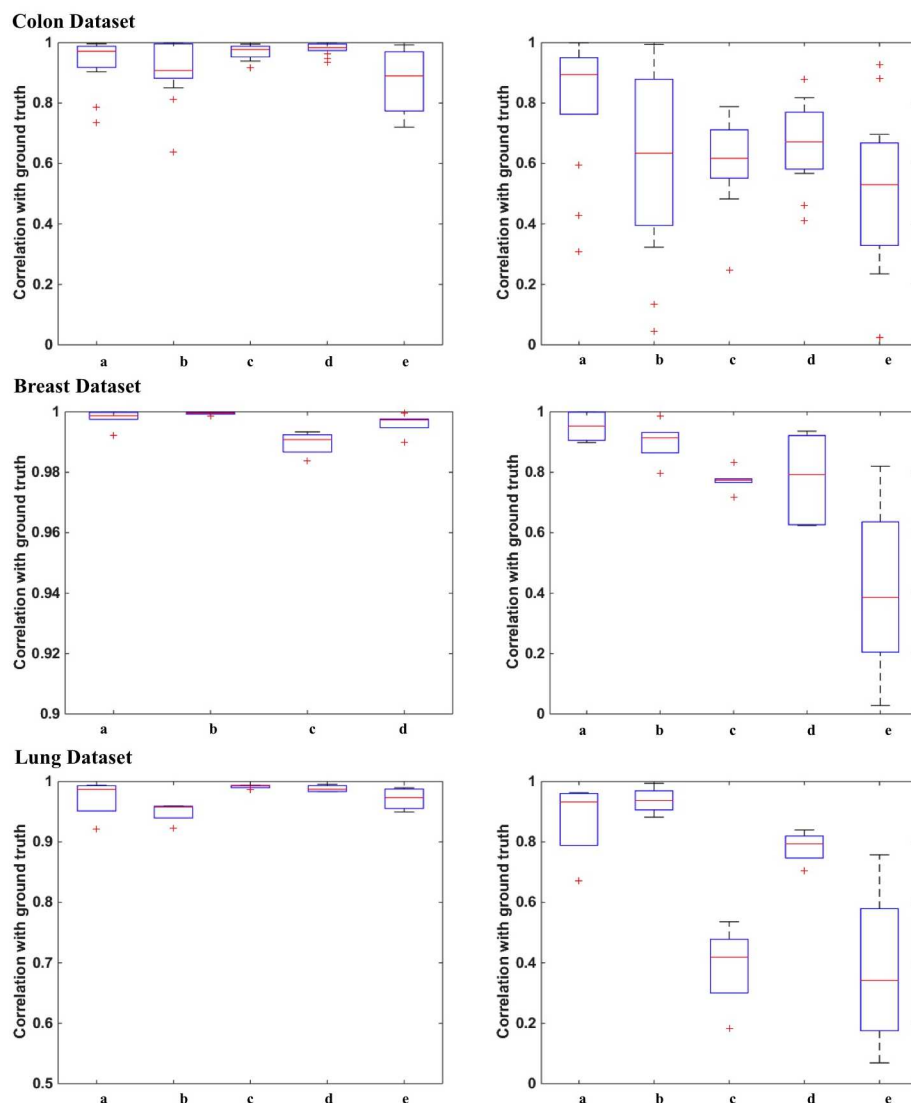 Colon Dataset
Correlation with ground truth
1
0.8
0.6
0.4
0.2
0
a b c d e
Correlation with ground truth
1
0.8
0.6
0.4
0.2
0
a b c d e
Breast Dataset
Correlation with ground truth
1
0.98
0.96
0.94
0.92
0.9
a b c d
Correlation with ground truth
1
0.8
0.6
0.4
0.2
0
a b c d e
Lung Dataset
Correlation with ground truth
1
0.9
0.8
0.7
0.6
0.5
a b c d e
Correlation with ground truth
1
0.8
0.6
0.4
0.2
0
a b c d e